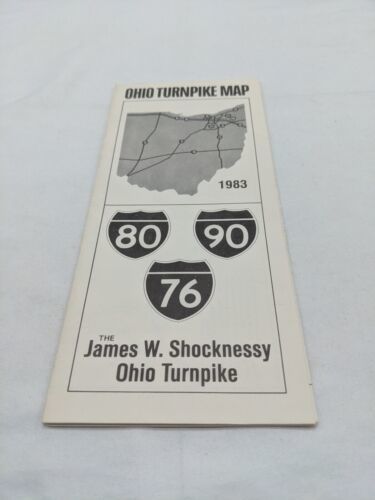 OHIO TURNPIKE MAP
1983
80
90
76
THE
James W. Shocknessy
Ohio Turnpike